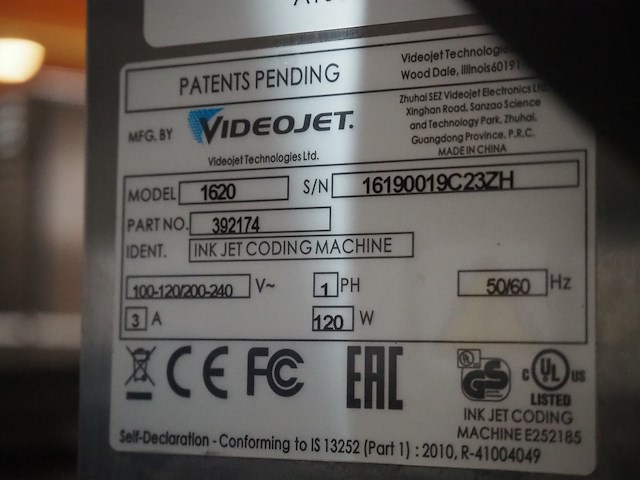 PATENTS PENDING
Videojet
Wood Dale, Illinois
MFG. BY VIDEOJET.
Videojet Technologies Ltd.
Zhuhai SEZ Videojet Electronics
Xinghan Road, Sanzao Science
and Technology Park, Zhuhai,
Guangdong Province, P.R.C.
MADE IN CHINA
MODEL 1620 S/N 16190019C23ZH
PART NO. 392174
IDENT. INK JET CODING MACHINE
100-120/200-240 V~ 1 PH 50/60 Hz
3 A 120 W
CE FC EAC
UL GS
c UL US
LISTED
INK JET CODING
MACHINE E252185
Self-Declaration - Conforming to IS 13252 (Part 1) : 2010, R-41004049